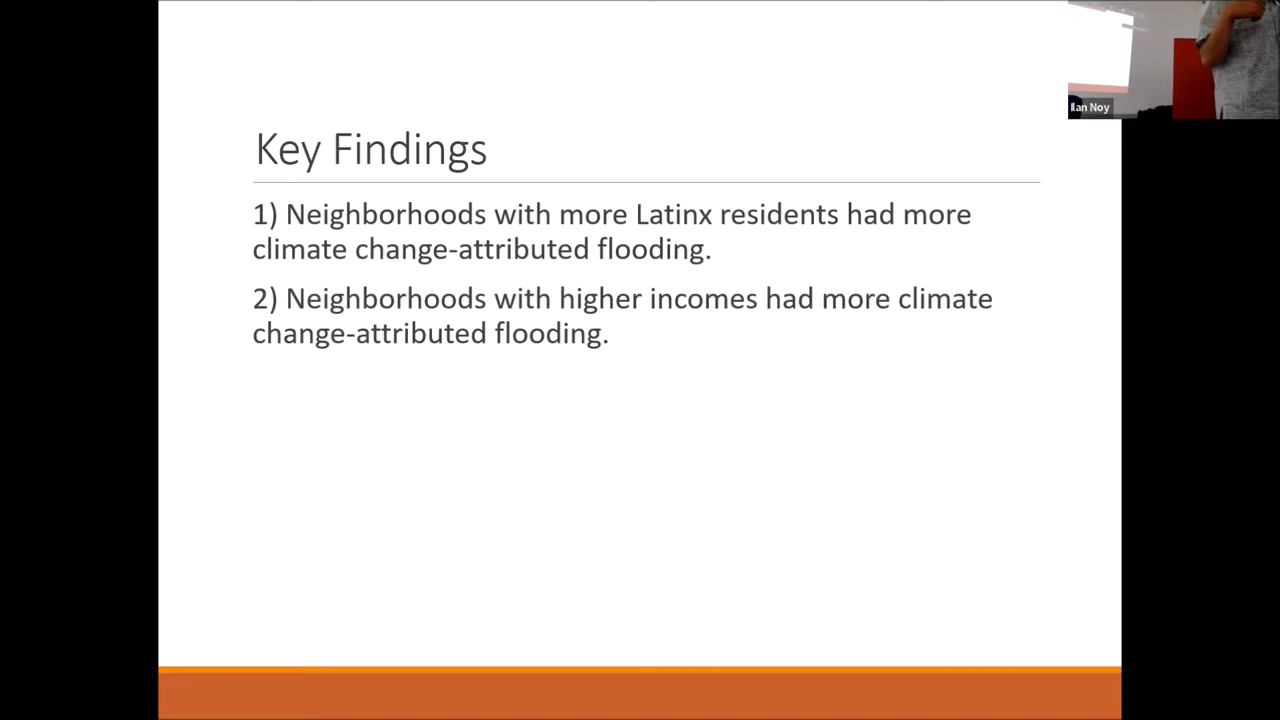 Ilan Noy
Key Findings
1) Neighborhoods with more Latinx residents had more
climate change-attributed flooding.
2) Neighborhoods with higher incomes had more climate
change-attributed flooding.